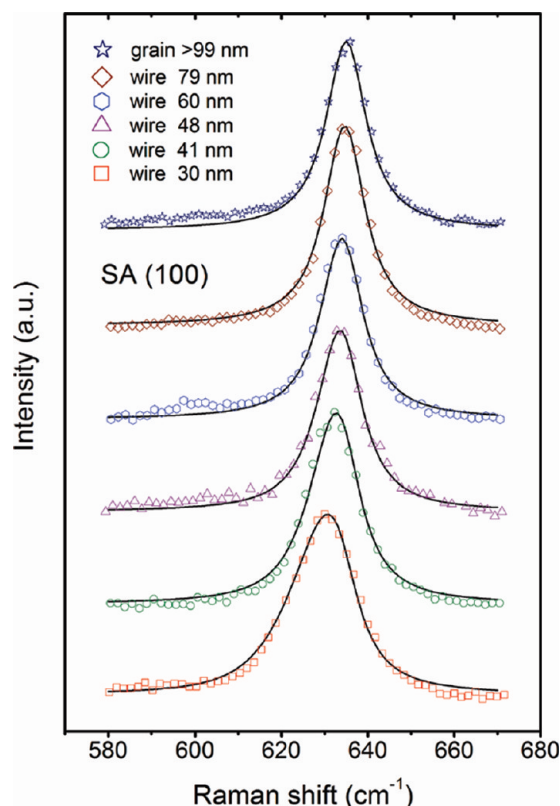 grain >99 nm
wire 79 nm
wire 60 nm
wire 48 nm
wire 41 nm
wire 30 nm
SA (100)
Intensity (a.u.)
580 600 620 640 660 680
Raman shift (cm⁻¹)